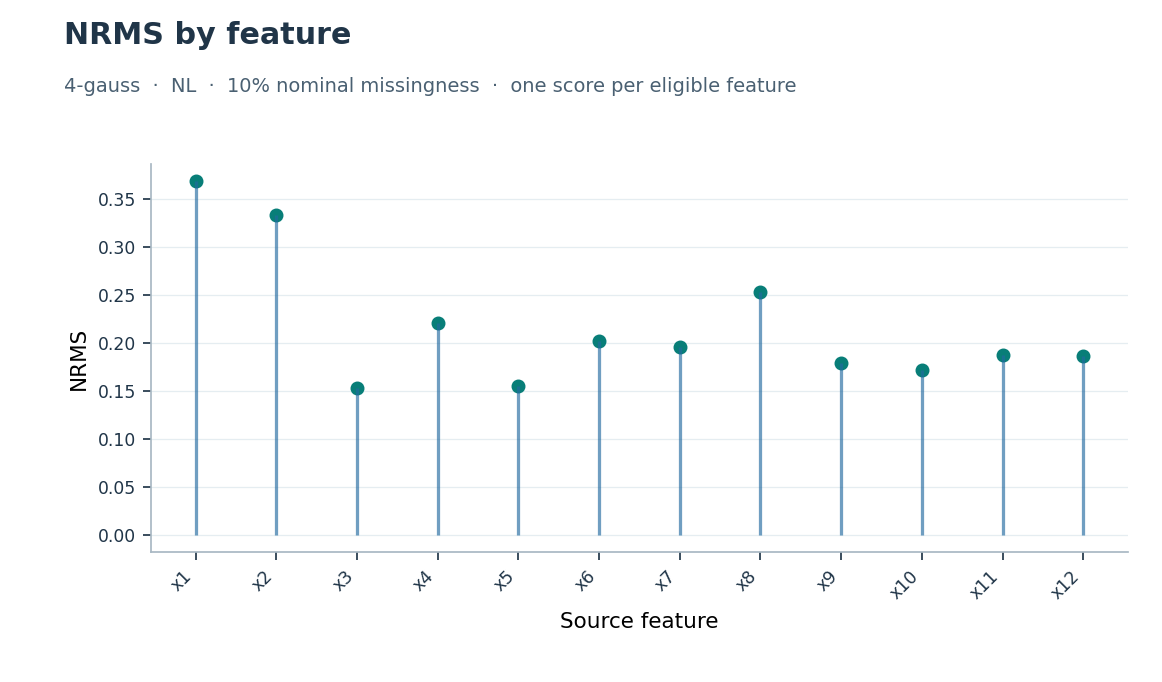 NRMS by feature
4-gauss · NL · 10% nominal missingness · one score per eligible feature
NRMS
0.35
0.30
0.25
0.20
0.15
0.10
0.05
0.00
x1 x2 x3 x4 x5 x6 x7 x8 x9 x10 x11 x12
Source feature